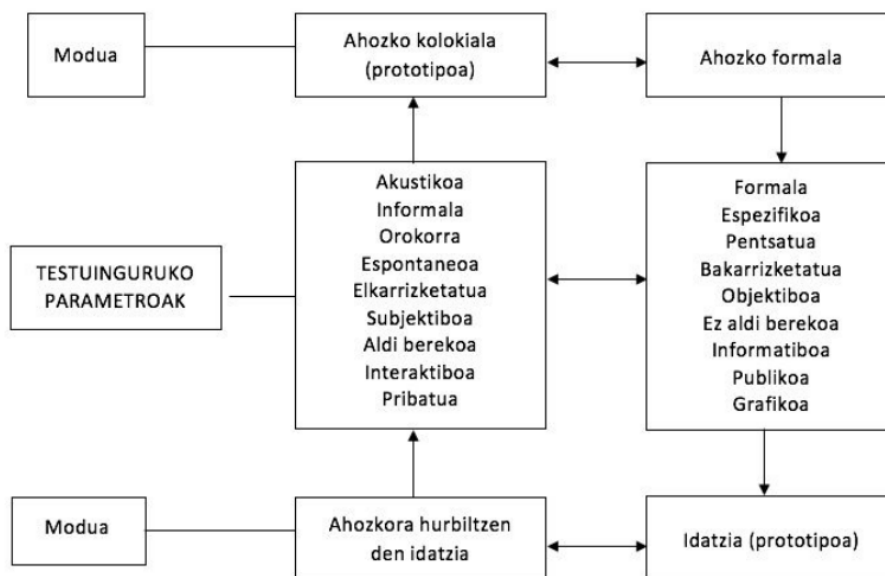 Modua
Ahozko kolokiala
(prototipoa)
Ahozko formala
TESTUINGURUKO
PARAMETROAK
Akustikoa
Informala
Orokorra
Espontaneoa
Elkarrizketatua
Subjektiboa
Aldi berekoa
Interaktiboa
Pribatua
Formala
Espezifikoa
Pentsatua
Bakarrizketatua
Objektiboa
Ez aldi berekoa
Informatiboa
Publikoa
Grafikoa
Modua
Ahozkora hurbiltzen
den idatzia
Idatzia (prototipoa)